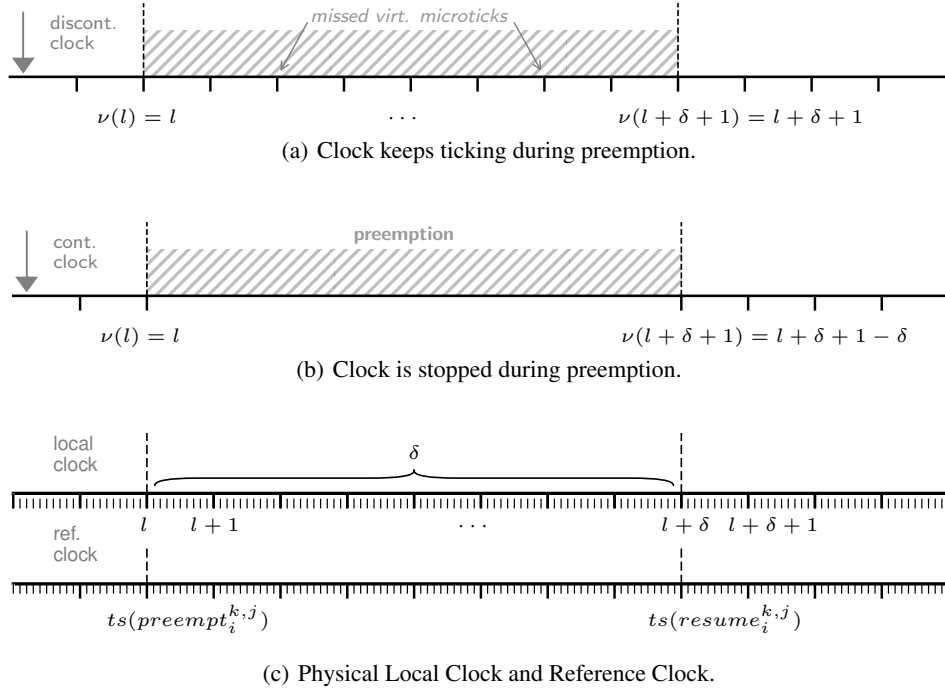 missed virt. microticks
discont.
clock
ν(l) = l ··· ν(l + δ + 1) = l + δ + 1
(a) Clock keeps ticking during preemption.
cont.
clock
preemption
ν(l) = l ν(l + δ + 1) = l + δ + 1 − δ
(b) Clock is stopped during preemption.
local
clock
δ
l l + 1 ··· l + δ l + δ + 1
ref.
clock
ts(preempt_i^{k,j}) ts(resume_i^{k,j})
(c) Physical Local Clock and Reference Clock.